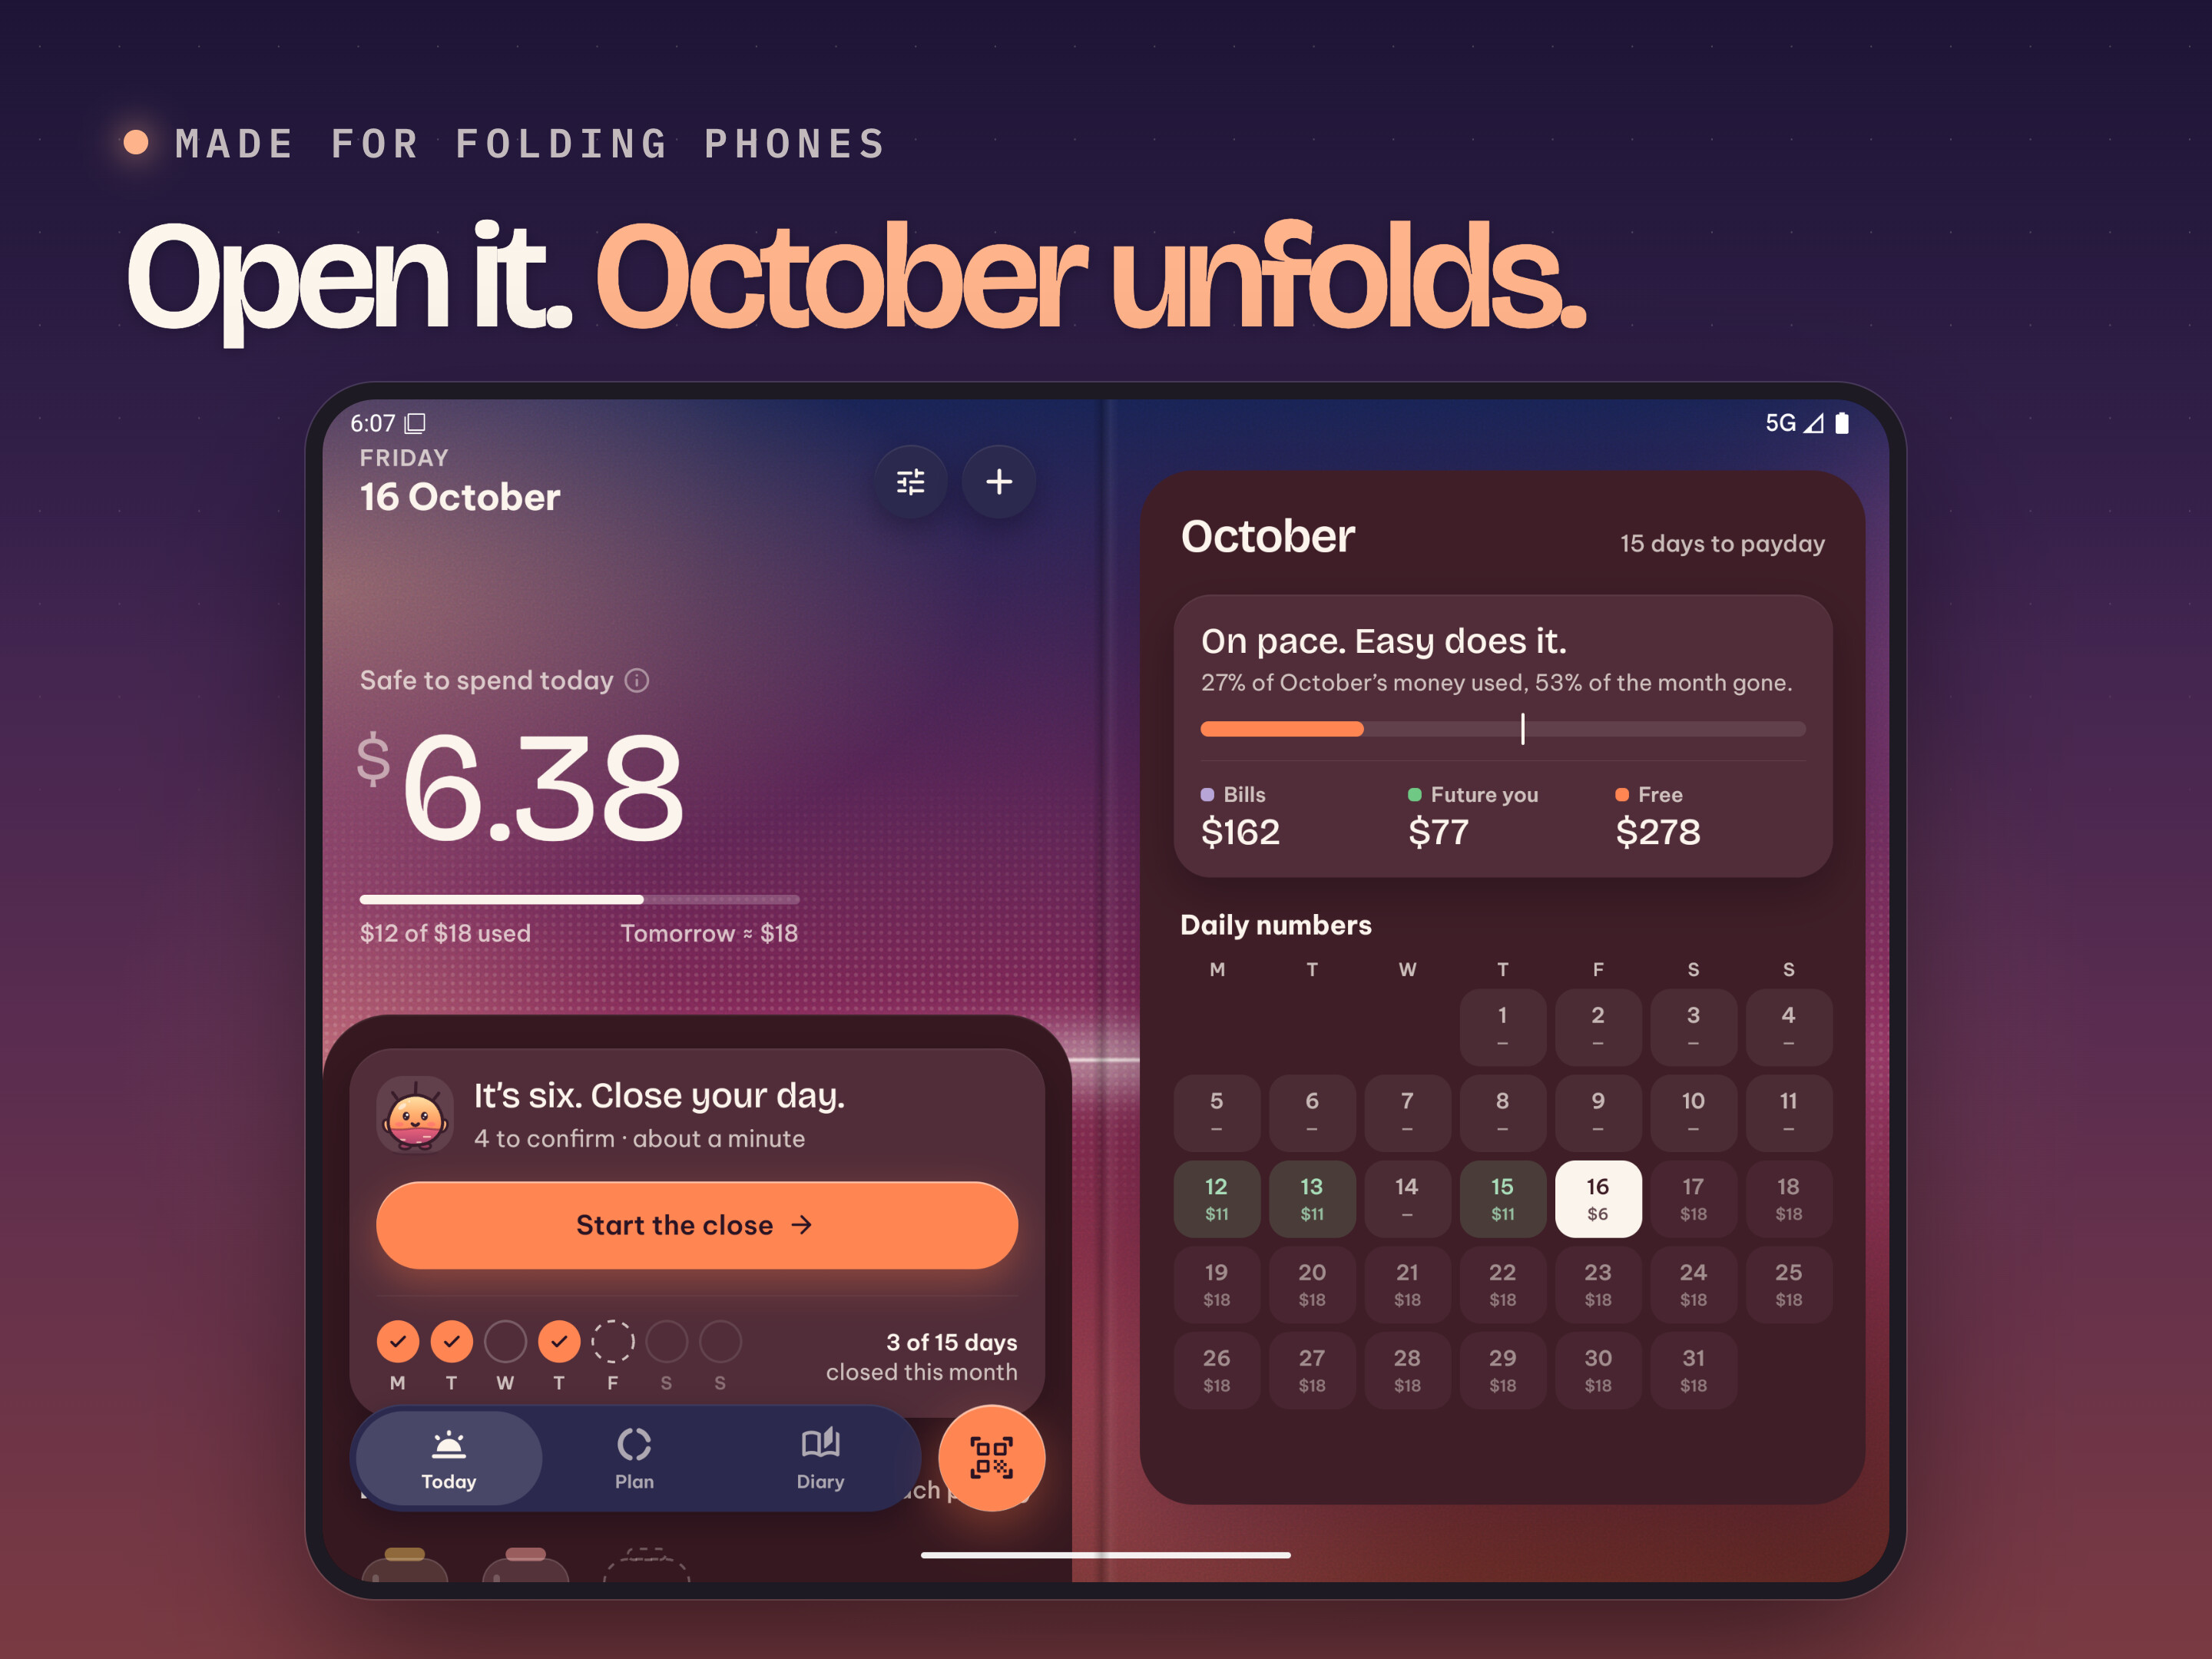 MADE FOR FOLDING PHONES
Open it. October unfolds.
6:07
5G
FRIDAY
16 October
Safe to spend today
$6.38
$12 of $18 used
Tomorrow ≈ $18
It's six. Close your day.
4 to confirm · about a minute
Start the close →
M T W T F S S
3 of 15 days
closed this month
Today
Plan
Diary
October
15 days to payday
On pace. Easy does it.
27% of October's money used, 53% of the month gone.
Bills
Future you
Free
$162
$77
$278
Daily numbers
M T W T F S S
1 2 3 4
– – – –
5 6 7 8 9 10 11
– – – – – – –
12 13 14 15 16 17 18
$11 $11 – $11 $6 $18 $18
19 20 21 22 23 24 25
$18 $18 $18 $18 $18 $18 $18
26 27 28 29 30 31
$18 $18 $18 $18 $18 $18